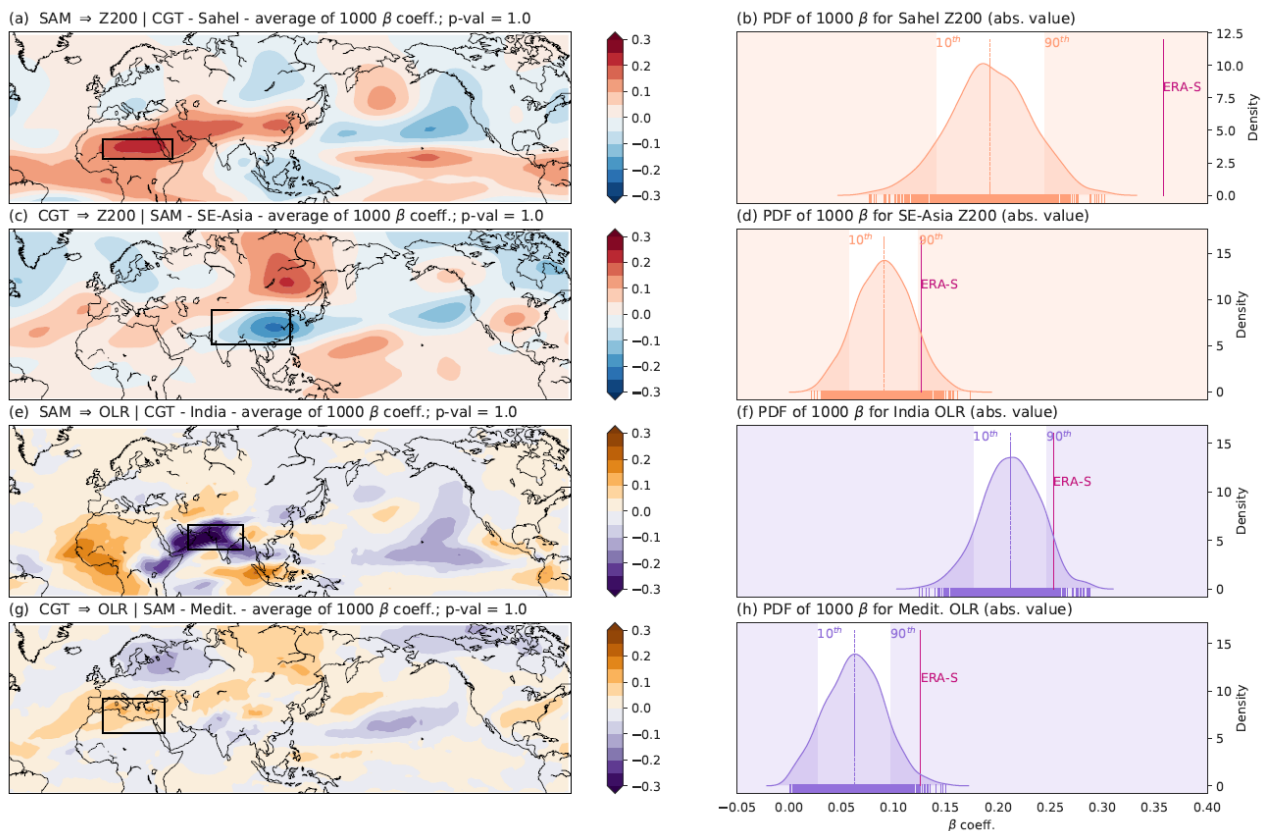 (a) SAM ⇒ Z200 | CGT - Sahel - average of 1000 β coeff.; p-val = 1.0
0.3
0.2
0.1
0.0
−0.1
−0.2
−0.3
(b) PDF of 1000 β for Sahel Z200 (abs. value)
10th
90th
ERA-S
12.5
10.0
7.5
5.0
2.5
0.0
Density
(c) CGT ⇒ Z200 | SAM - SE-Asia - average of 1000 β coeff.; p-val = 1.0
0.3
0.2
0.1
0.0
−0.1
−0.2
−0.3
(d) PDF of 1000 β for SE-Asia Z200 (abs. value)
10th
90th
ERA-S
15
10
5
0
Density
(e) SAM ⇒ OLR | CGT - India - average of 1000 β coeff.; p-val = 1.0
0.3
0.2
0.1
0.0
−0.1
−0.2
−0.3
(f) PDF of 1000 β for India OLR (abs. value)
10th
90th
ERA-S
15
10
5
0
Density
(g) CGT ⇒ OLR | SAM - Medit. - average of 1000 β coeff.; p-val = 1.0
0.3
0.2
0.1
0.0
−0.1
−0.2
−0.3
(h) PDF of 1000 β for Medit. OLR (abs. value)
10th
90th
ERA-S
15
10
5
0
Density
−0.05 0.00 0.05 0.10 0.15 0.20 0.25 0.30 0.35 0.40
β coeff.